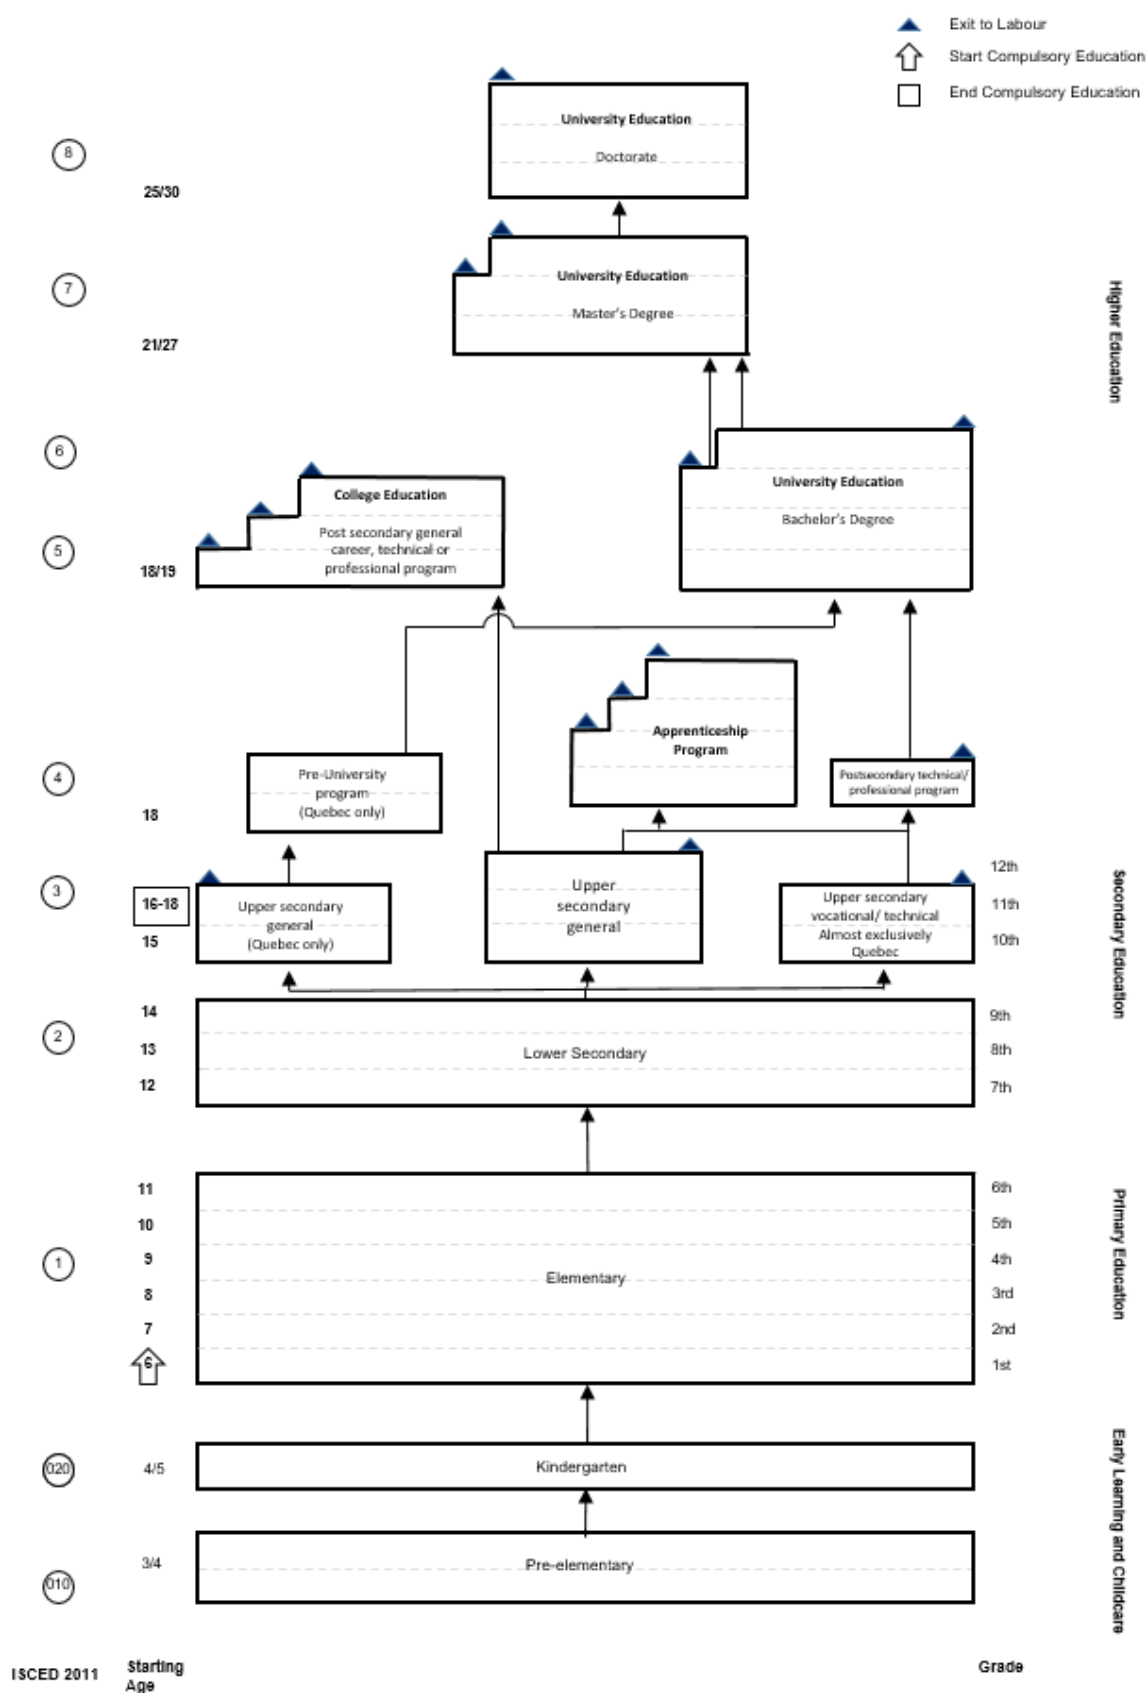 Exit to Labour
Start Compulsory Education
End Compulsory Education
University Education
Doctorate
8
25/30
University Education
Master's Degree
7
21/27
Higher Education
6
University Education
Bachelor's Degree
College Education
Post secondary general
career, technical or
professional program
5
18/19
Apprenticeship
Program
4
Pre-University
program
(Quebec only)
Postsecondary technical/
professional program
18
12th
3
16-18
Upper secondary
general
(Quebec only)
Upper
secondary
general
Upper secondary
vocational/ technical
Almost exclusively
Quebec
11th
15
10th
Secondary Education
14
9th
2
13
Lower Secondary
8th
12
7th
11
6th
10
5th
9
4th
1
Elementary
8
3rd
7
2nd
6
1st
Primary Education
020
4/5
Kindergarten
3/4
Pre-elementary
010
Early Learning and Childcare
ISCED 2011
Starting
Age
Grade